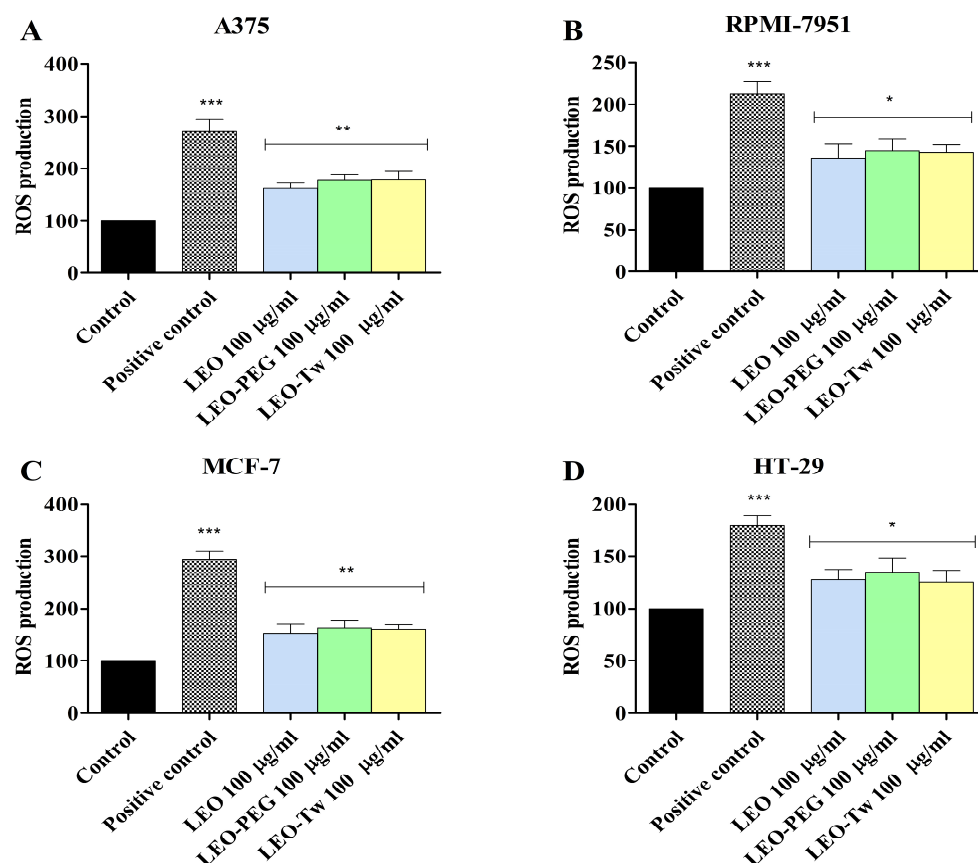 A
A375
ROS production
400
300
200
100
0
***
**
Control
Positive control
LEO 100 µg/ml
LEO-PEG 100 µg/ml
LEO-Tw 100 µg/ml
B
RPMI-7951
ROS production
250
200
150
100
50
0
***
*
Control
Positive control
LEO 100 µg/ml
LEO-PEG 100 µg/ml
LEO-Tw 100 µg/ml
C
MCF-7
ROS production
400
300
200
100
0
***
**
Control
Positive control
LEO 100 µg/ml
LEO-PEG 100 µg/ml
LEO-Tw 100 µg/ml
D
HT-29
ROS production
200
150
100
50
0
***
*
Control
Positive control
LEO 100 µg/ml
LEO-PEG 100 µg/ml
LEO-Tw 100 µg/ml